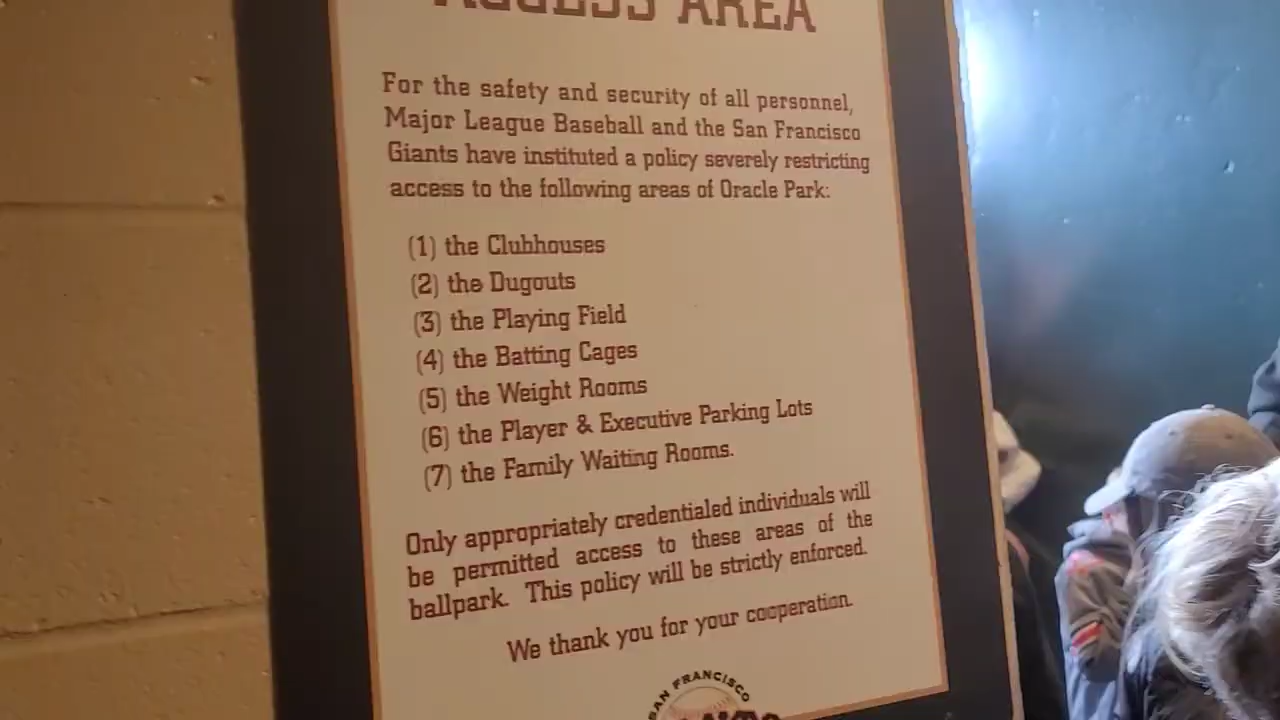 ACCESS AREA
For the safety and security of all personnel,
Major League Baseball and the San Francisco
Giants have instituted a policy severely restricting
access to the following areas of Oracle Park:
(1) the Clubhouses
(2) the Dugouts
(3) the Playing Field
(4) the Batting Cages
(5) the Weight Rooms
(6) the Player & Executive Parking Lots
(7) the Family Waiting Rooms.
Only appropriately credentialed individuals will
be permitted access to these areas of the
ballpark. This policy will be strictly enforced.
We thank you for your cooperation.
SAN FRANCISCO